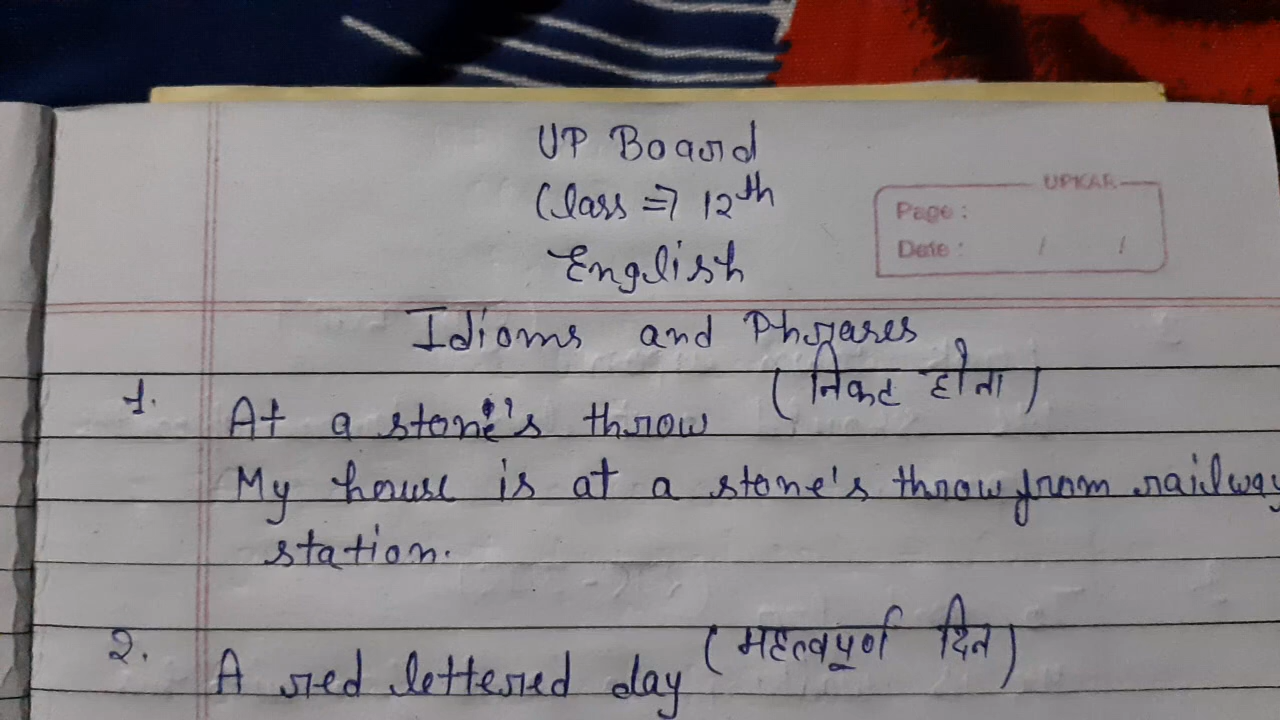 UP Board
Class ⇒ 12th
English
UPKAR
Page :
Date : / /
Idioms and Phrases
1. At a stone's throw (निकट होना)
My house is at a stone's throw from railway
station.
2. A red lettered day (महत्वपूर्ण दिन)